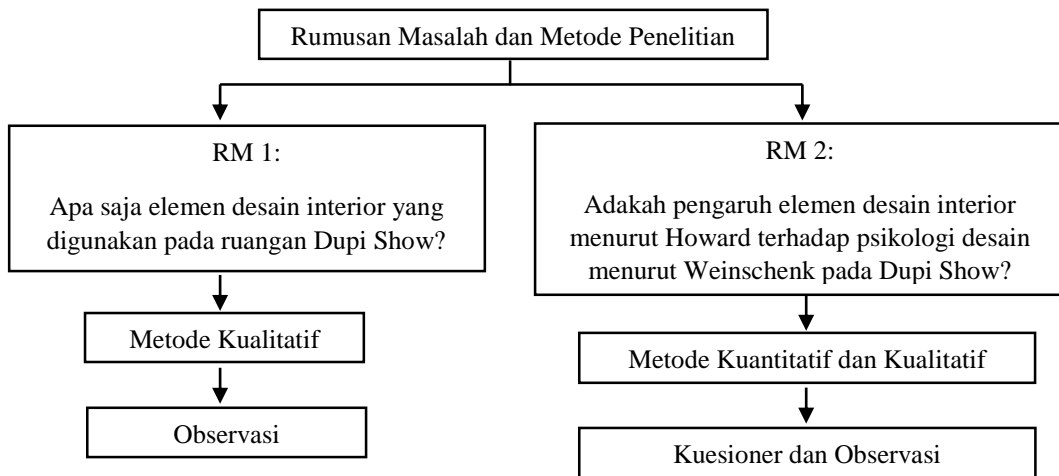 Rumusan Masalah dan Metode Penelitian
RM 1:
Apa saja elemen desain interior yang
digunakan pada ruangan Dupi Show?
Metode Kualitatif
Observasi
RM 2:
Adakah pengaruh elemen desain interior
menurut Howard terhadap psikologi desain
menurut Weinschenk pada Dupi Show?
Metode Kuantitatif dan Kualitatif
Kuesioner dan Observasi